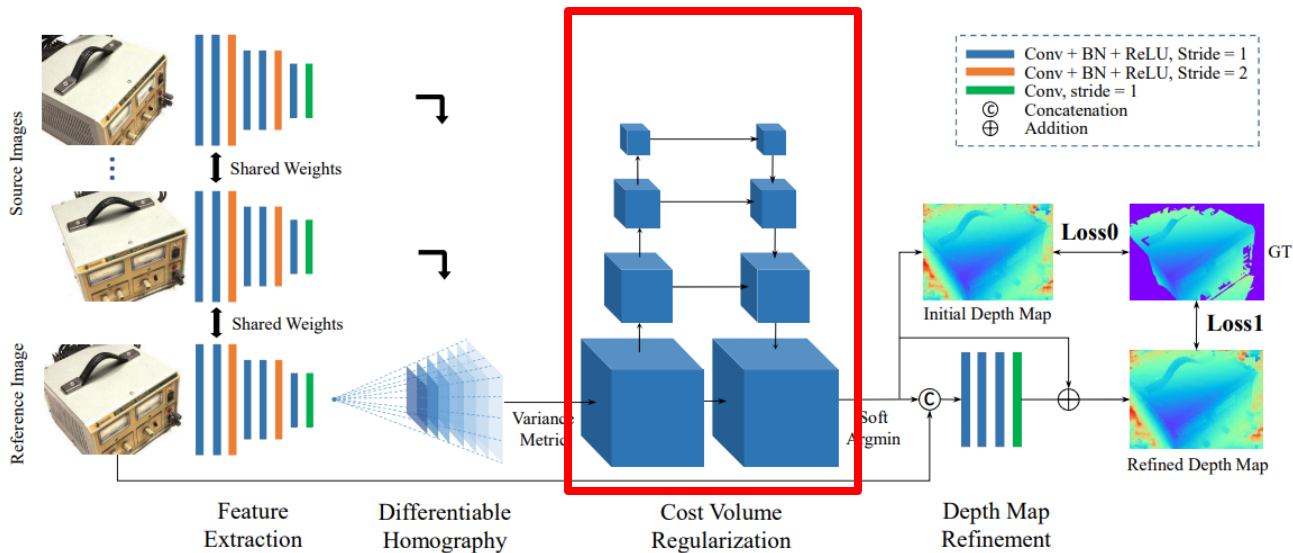 Source Images
Reference Image
Shared Weights
Shared Weights
Variance
Metric
Soft
Argmin
C
Conv + BN + ReLU, Stride = 1
Conv + BN + ReLU, Stride = 2
Conv, stride = 1
C Concatenation
Addition
Loss0
GT
Initial Depth Map
Loss1
Refined Depth Map
Feature
Extraction
Differentiable
Homography
Cost Volume
Regularization
Depth Map
Refinement